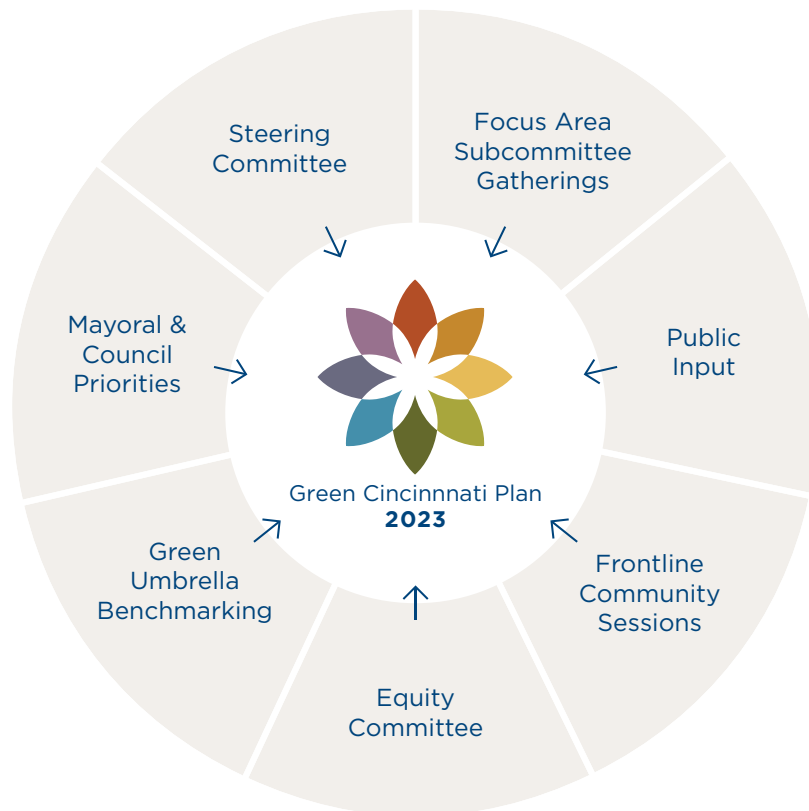 Steering
Committee
Focus Area
Subcommittee
Gatherings
Mayoral &
Council
Priorities
Public
Input
Green Cincinnnati Plan
2023
Green
Umbrella
Benchmarking
Frontline
Community
Sessions
Equity
Committee